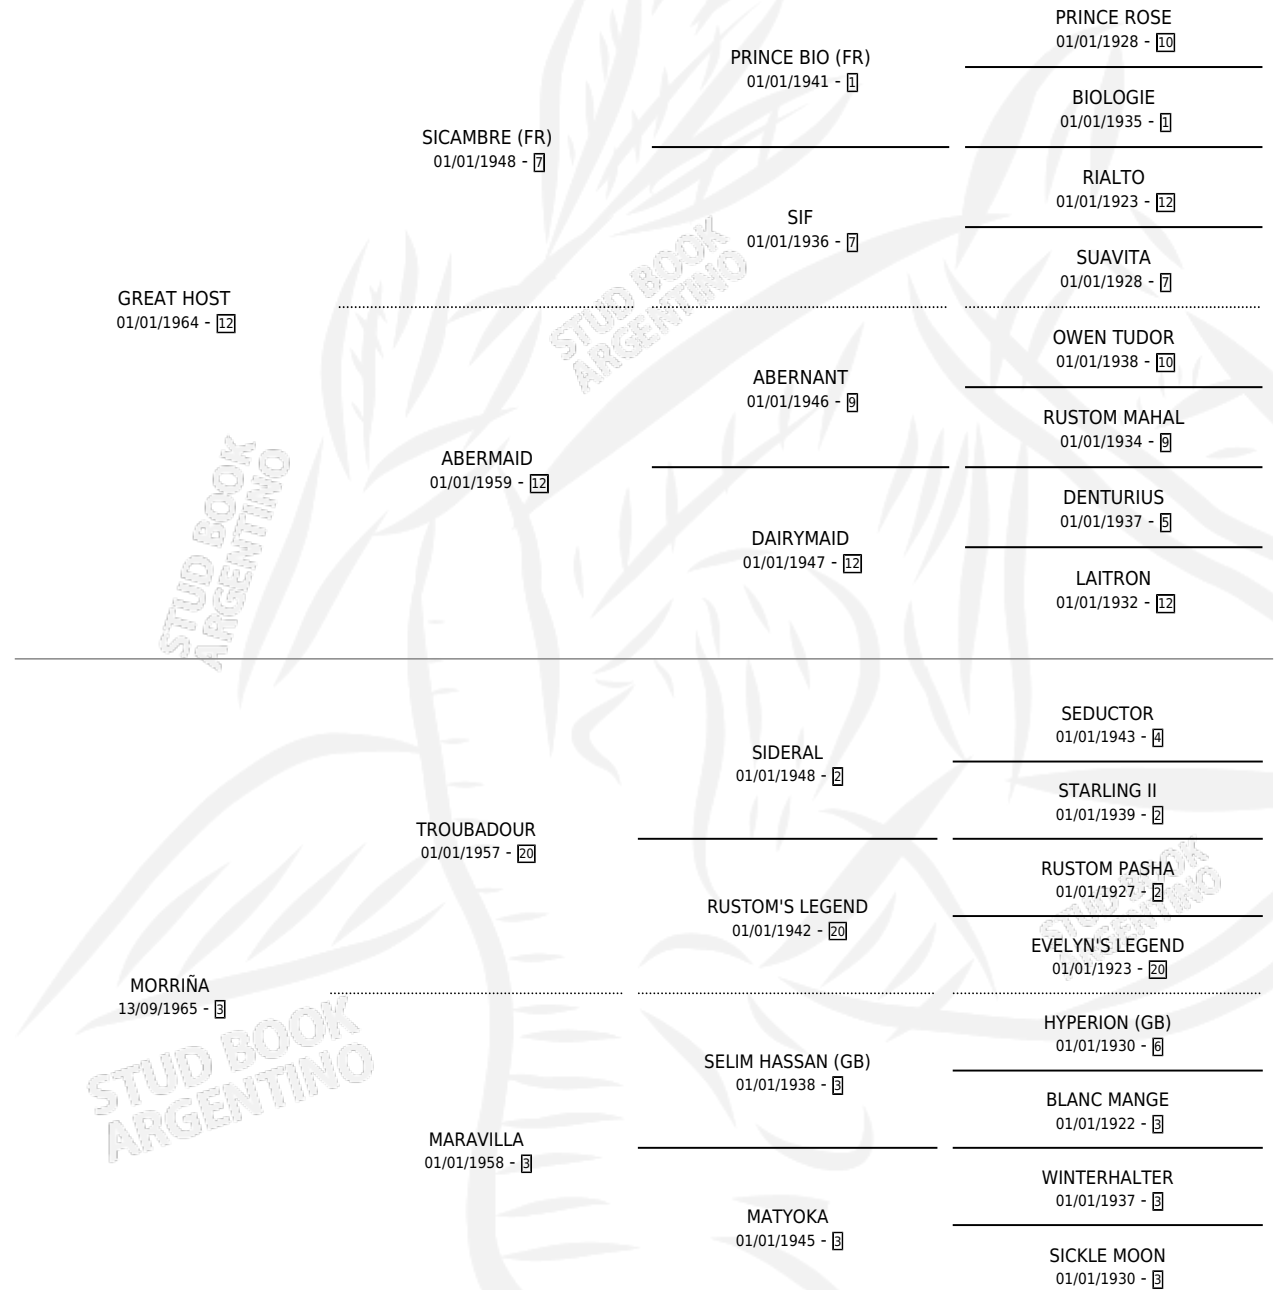 PRINCE ROSE
01/01/1928 - 10
PRINCE BIO (FR)
01/01/1941 - 1
BIOLOGIE
01/01/1935 - 1
SICAMBRE (FR)
01/01/1948 - 7
RIALTO
01/01/1923 - 12
SIF
01/01/1936 - 7
SUAVITA
01/01/1928 - 7
GREAT HOST
01/01/1964 - 12
STUD BOOK
ARGENTINO
OWEN TUDOR
01/01/1938 - 10
ABERNANT
01/01/1946 - 9
RUSTOM MAHAL
01/01/1934 - 9
ABERMAID
01/01/1959 - 12
DENTURIUS
01/01/1937 - 5
DAIRYMAID
01/01/1947 - 12
LAITRON
01/01/1932 - 12
STUD BOOK
ARGENTINO
SEDUCTOR
01/01/1943 - 4
SIDERAL
01/01/1948 - 2
STARLING II
01/01/1939 - 2
TROUBADOUR
01/01/1957 - 20
RUSTOM PASHA
01/01/1927 - 2
RUSTOM'S LEGEND
01/01/1942 - 20
EVELYN'S LEGEND
01/01/1923 - 20
STUD BOOK
ARGENTINO
MORRIÑA
13/09/1965 - 3
HYPERION (GB)
01/01/1930 - 6
SELIM HASSAN (GB)
01/01/1938 - 3
BLANC MANGE
01/01/1922 - 3
STUD BOOK
ARGENTINO
MARAVILLA
01/01/1958 - 3
WINTERHALTER
01/01/1937 - 3
MATYOKA
01/01/1945 - 3
SICKLE MOON
01/01/1930 - 3